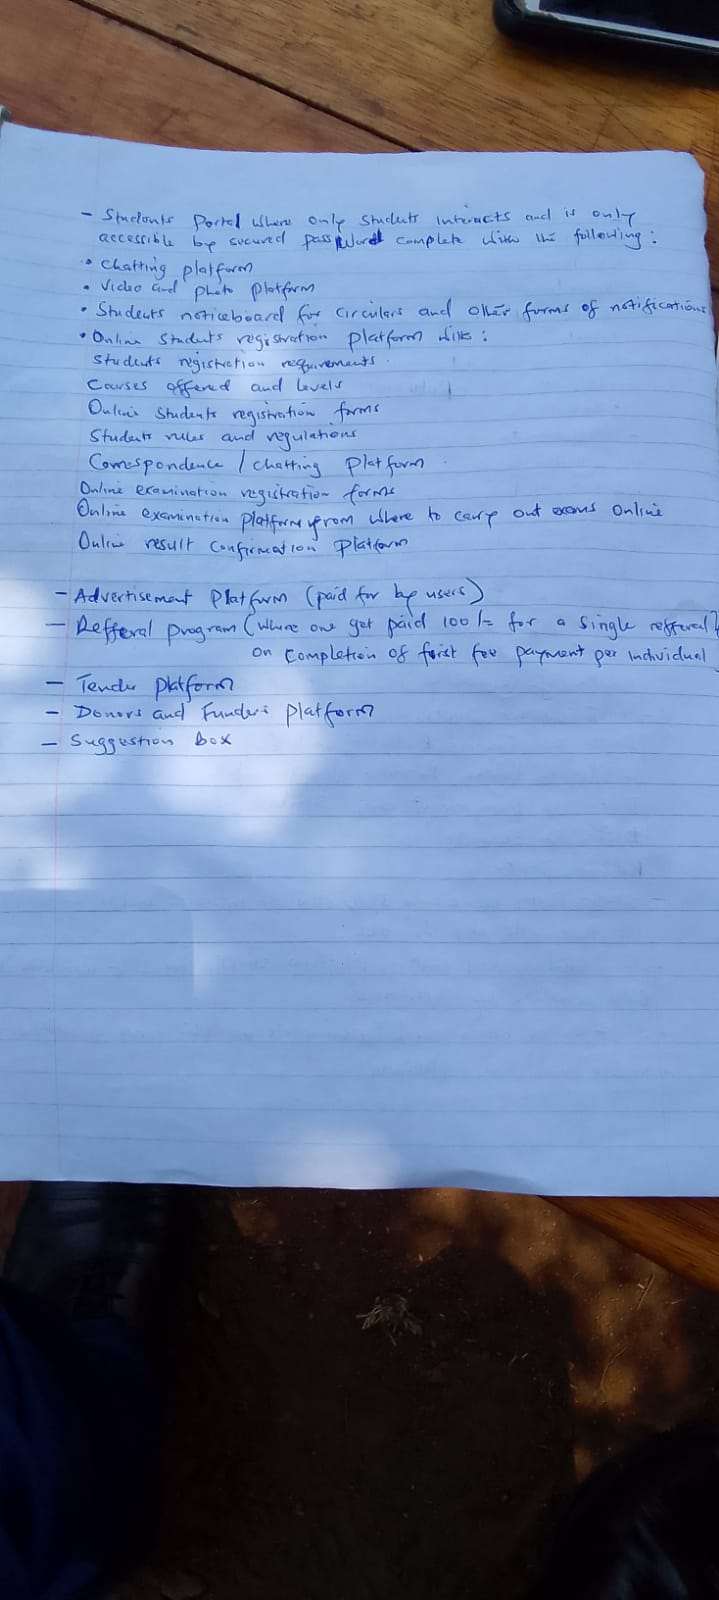 - Students Portal where only students interacts and is only
accessible by secured password complete with the following:
• Chatting platform
• Video and photo platform
• Students noticeboard for circulars and other forms of notifications
• Online students registration platform with:
Students registration requirements.
Courses offered and levels
Online students registration forms
Students rules and regulations
Correspondence / chatting platform
Online examination registration forms
Online examination platform from where to carry out exams online
Online result confirmation platform
- Advertisement platform (paid for by users)
- Refferal program (where one get paid 100/= for a single refferal
on completion of first fee payment per individual
- Tender platform
- Donors and Funders platform
- Suggestion box